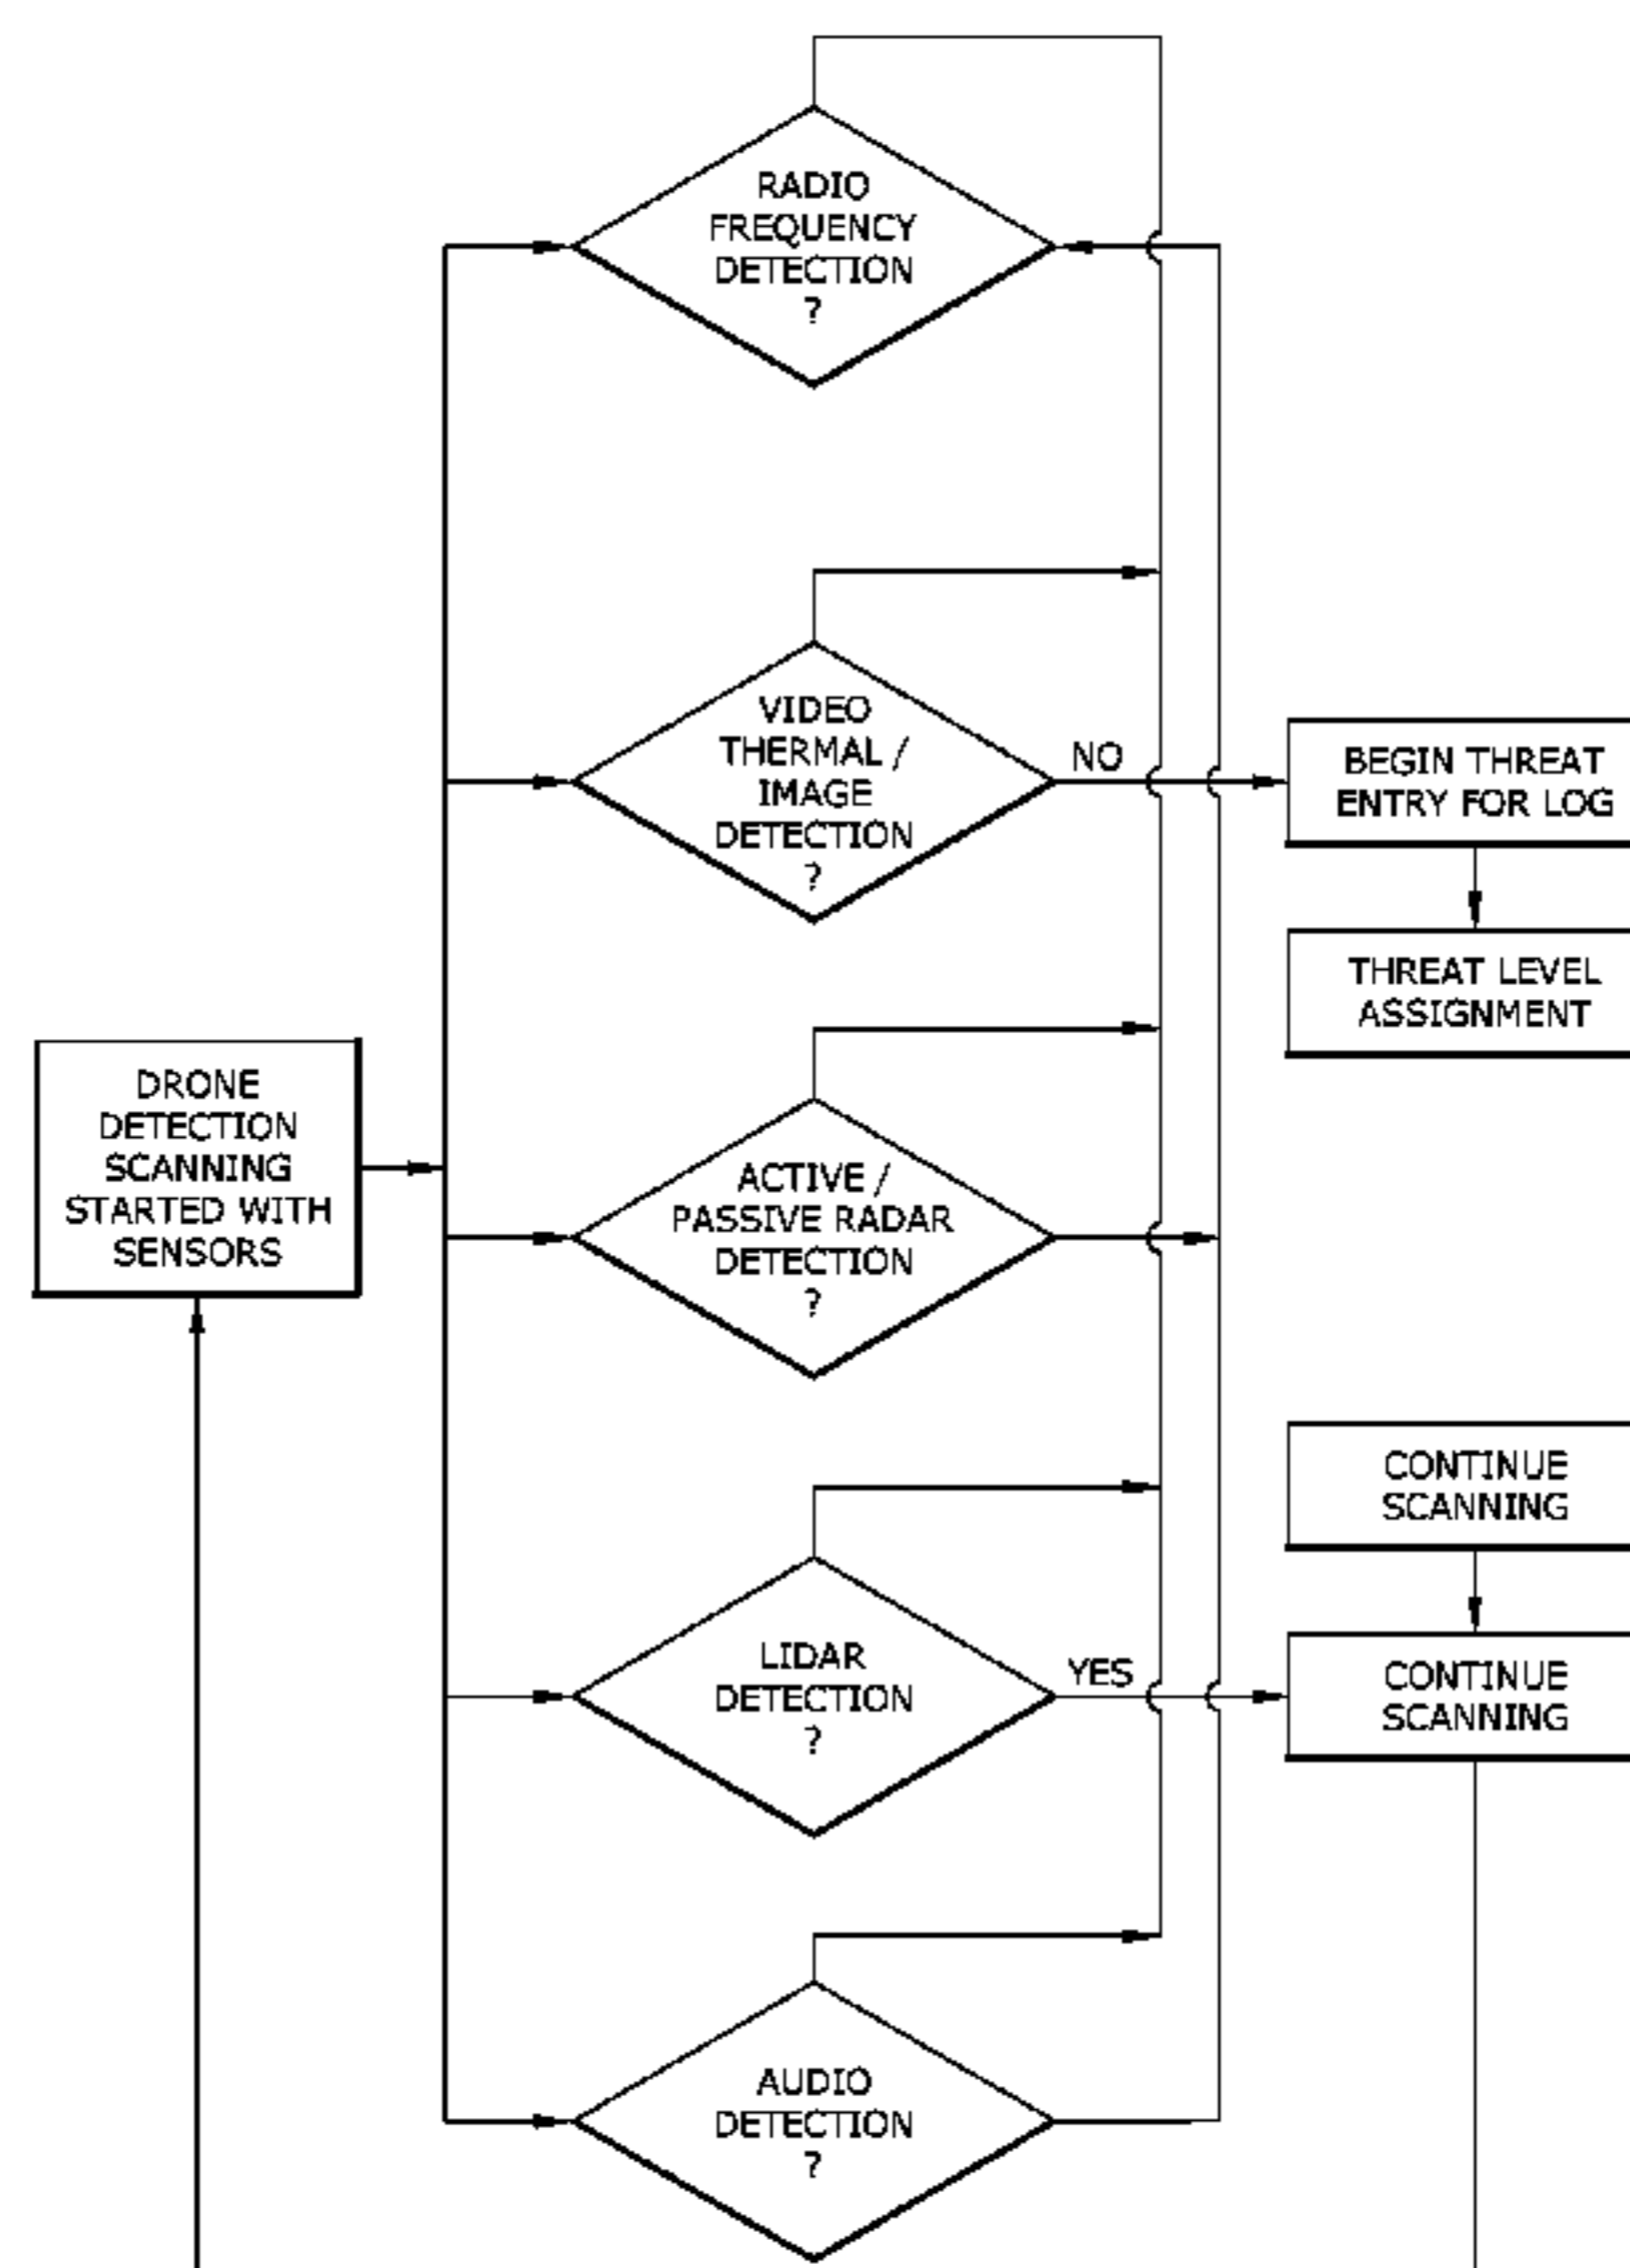 RADIO
FREQUENCY
DETECTION
?
VIDEO
THERMAL /
IMAGE
DETECTION
?
NO
BEGIN THREAT
ENTRY FOR LOG
THREAT LEVEL
ASSIGNMENT
DRONE
DETECTION
SCANNING
STARTED WITH
SENSORS
ACTIVE /
PASSIVE RADAR
DETECTION
?
CONTINUE
SCANNING
LIDAR
DETECTION
?
YES
CONTINUE
SCANNING
AUDIO
DETECTION
?